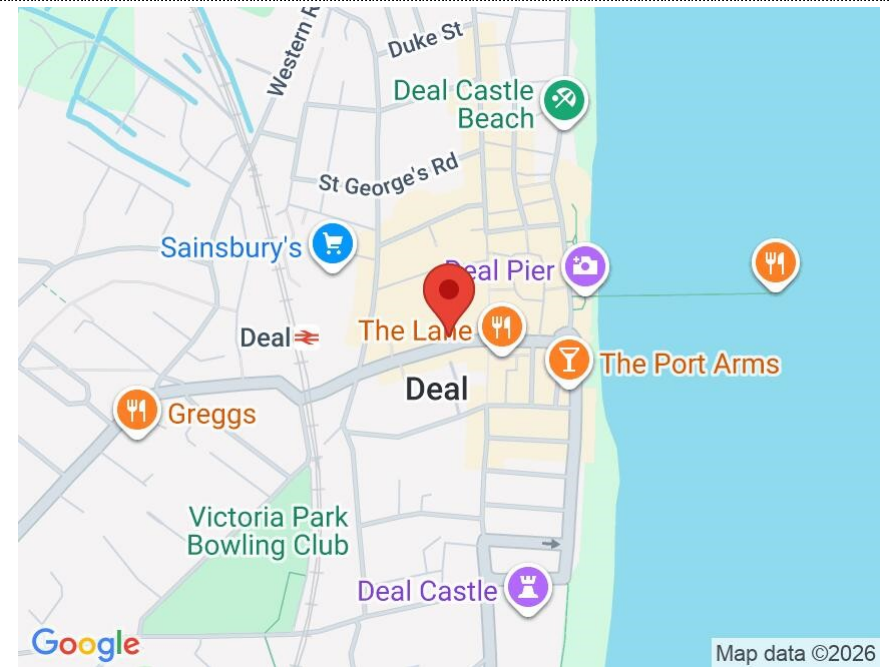 Western R
Duke St
Deal Castle
Beach
St George's Rd
Sainsbury's
Deal Pier
Deal
The Lane
The Port Arms
Deal
Greggs
Victoria Park
Bowling Club
Deal Castle
Google
Map data ©2026